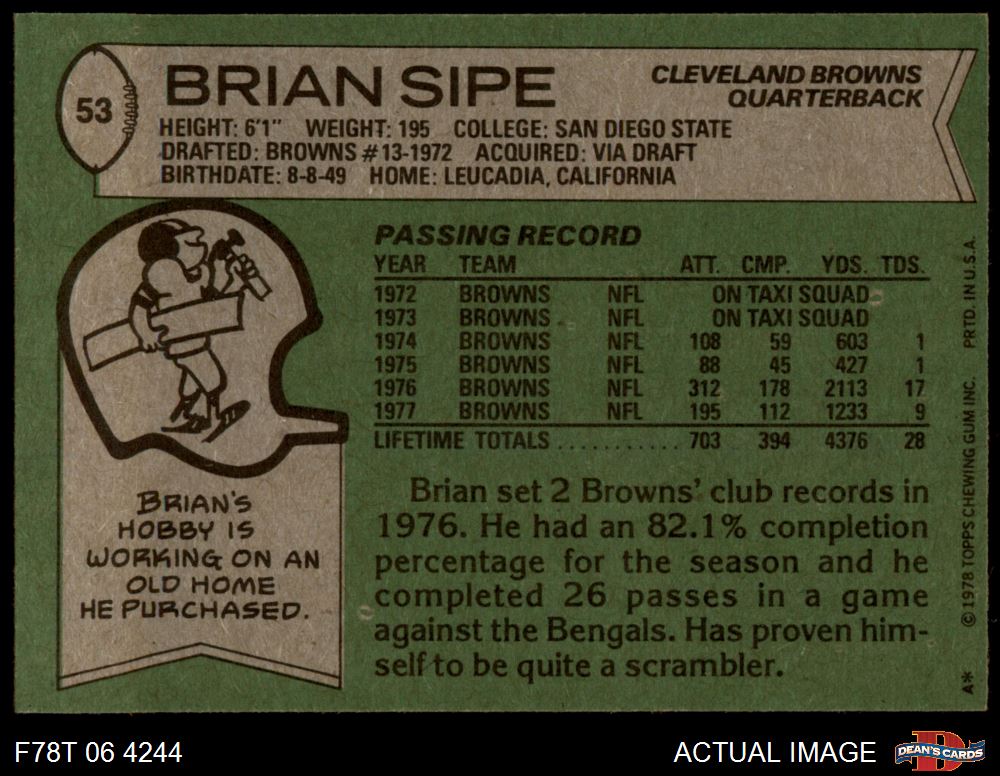 53
BRIAN SIPE
CLEVELAND BROWNS
QUARTERBACK
HEIGHT: 6'1" WEIGHT: 195 COLLEGE: SAN DIEGO STATE
DRAFTED: BROWNS #13-1972 ACQUIRED: VIA DRAFT
BIRTHDATE: 8-8-49 HOME: LEUCADIA, CALIFORNIA
PASSING RECORD
YEAR TEAM ATT. CMP. YDS. TDS.
1972 BROWNS NFL ON TAXI SQUAD
1973 BROWNS NFL ON TAXI SQUAD
1974 BROWNS NFL 108 59 603 1
1975 BROWNS NFL 88 45 427 1
1976 BROWNS NFL 312 178 2113 17
1977 BROWNS NFL 195 112 1233 9
LIFETIME TOTALS .......... 703 394 4376 28
BRIAN'S
HOBBY IS
WORKING ON AN
OLD HOME
HE PURCHASED.
Brian set 2 Browns' club records in
1976. He had an 82.1% completion
percentage for the season and he
completed 26 passes in a game
against the Bengals. Has proven him-
self to be quite a scrambler.
A* © 1978 TOPPS CHEWING GUM INC. PRTD. IN U.S.A.
F78T 06 4244
ACTUAL IMAGE
D
DEAN'S CARDS